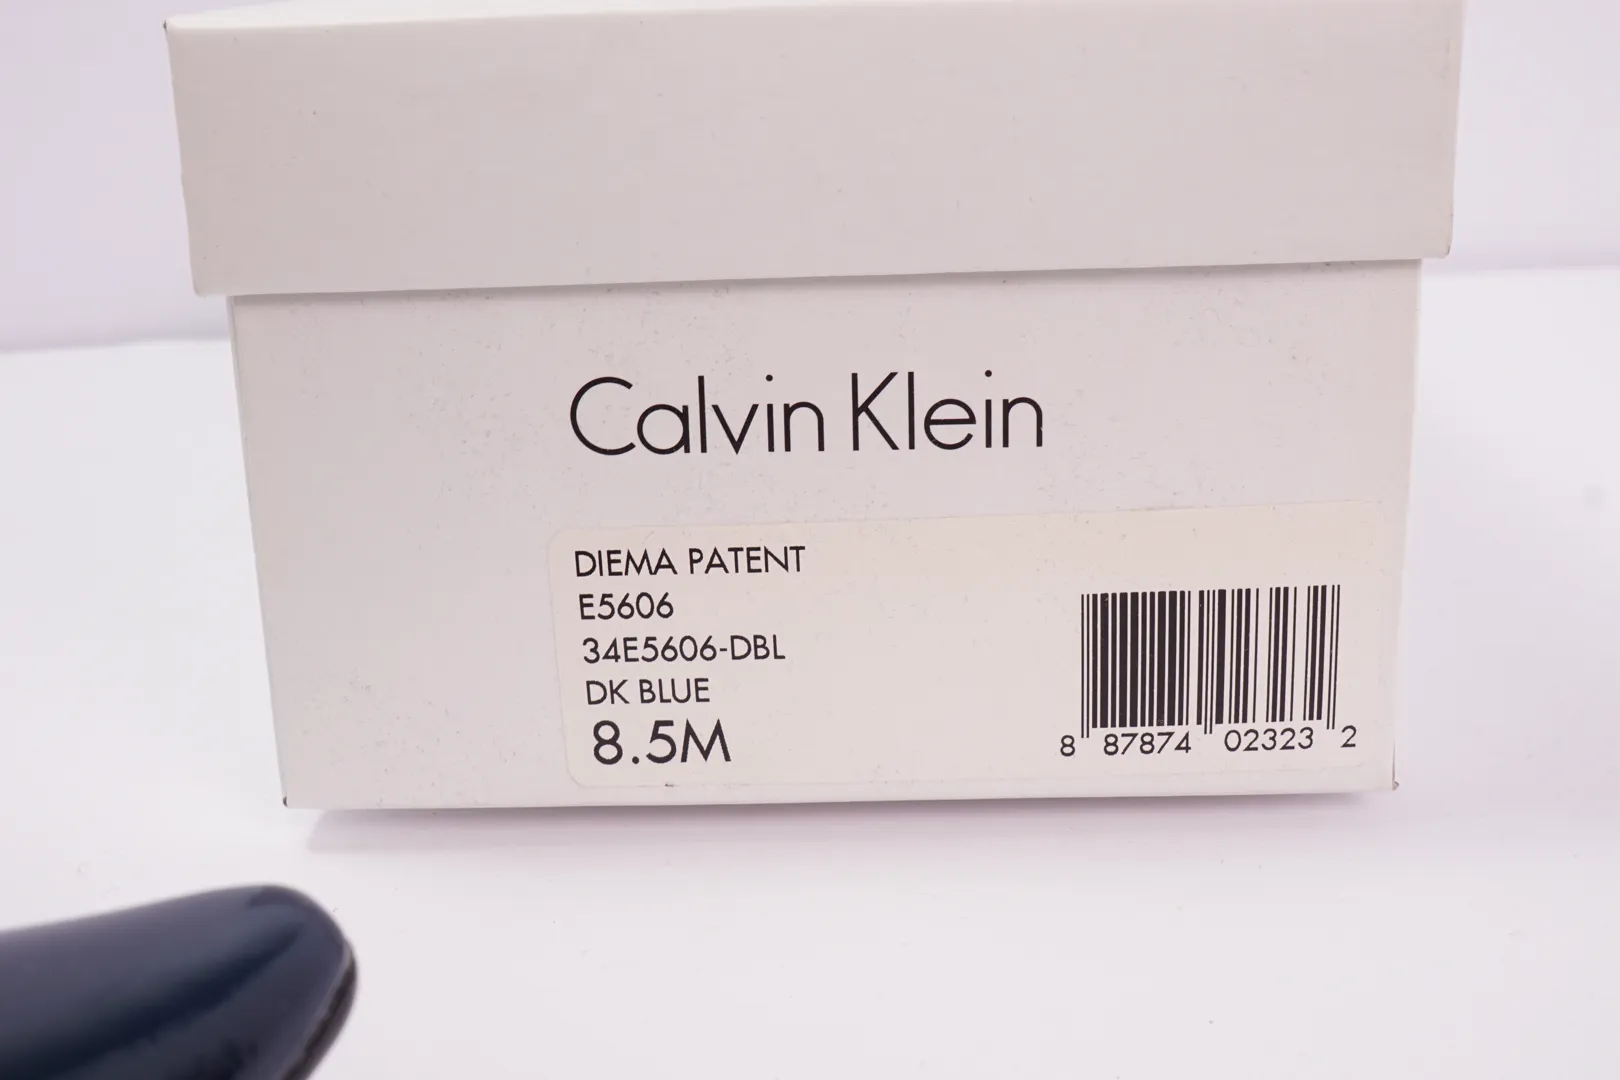 Calvin Klein
DIEMA PATENT
E5606
34E5606-DBL
DK BLUE
8.5M
8 87874 02323 2